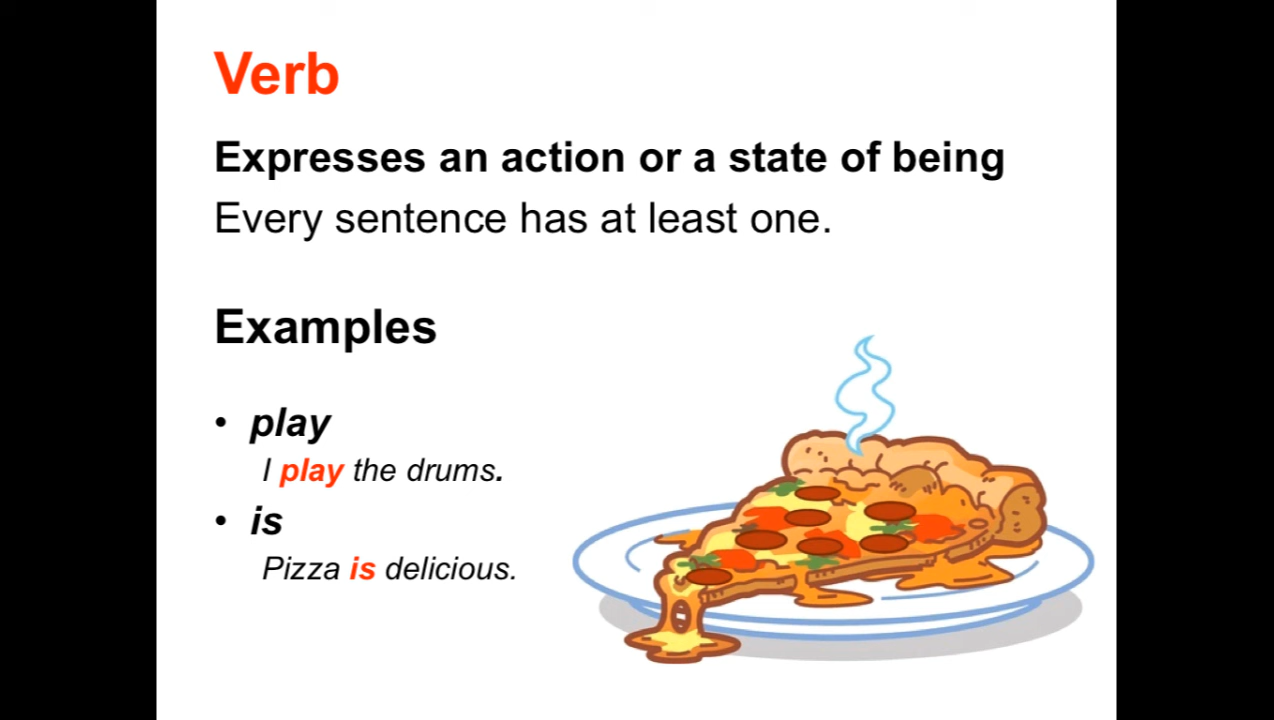 Verb
Expresses an action or a state of being
Every sentence has at least one.
Examples
• play
I play the drums.
• is
Pizza is delicious.